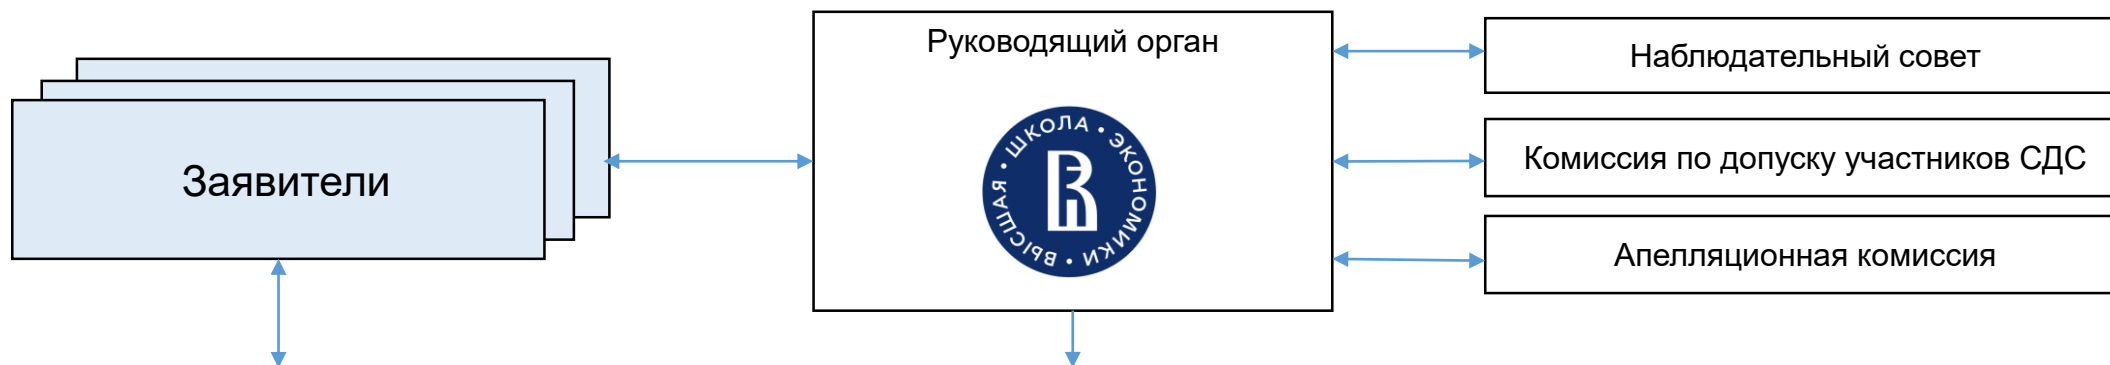 Руководящий орган
Наблюдательный совет
Заявители
ВЫСШАЯ • ШКОЛА • ЭКОНОМИКИ •
Комиссия по допуску участников СДС
Апелляционная комиссия